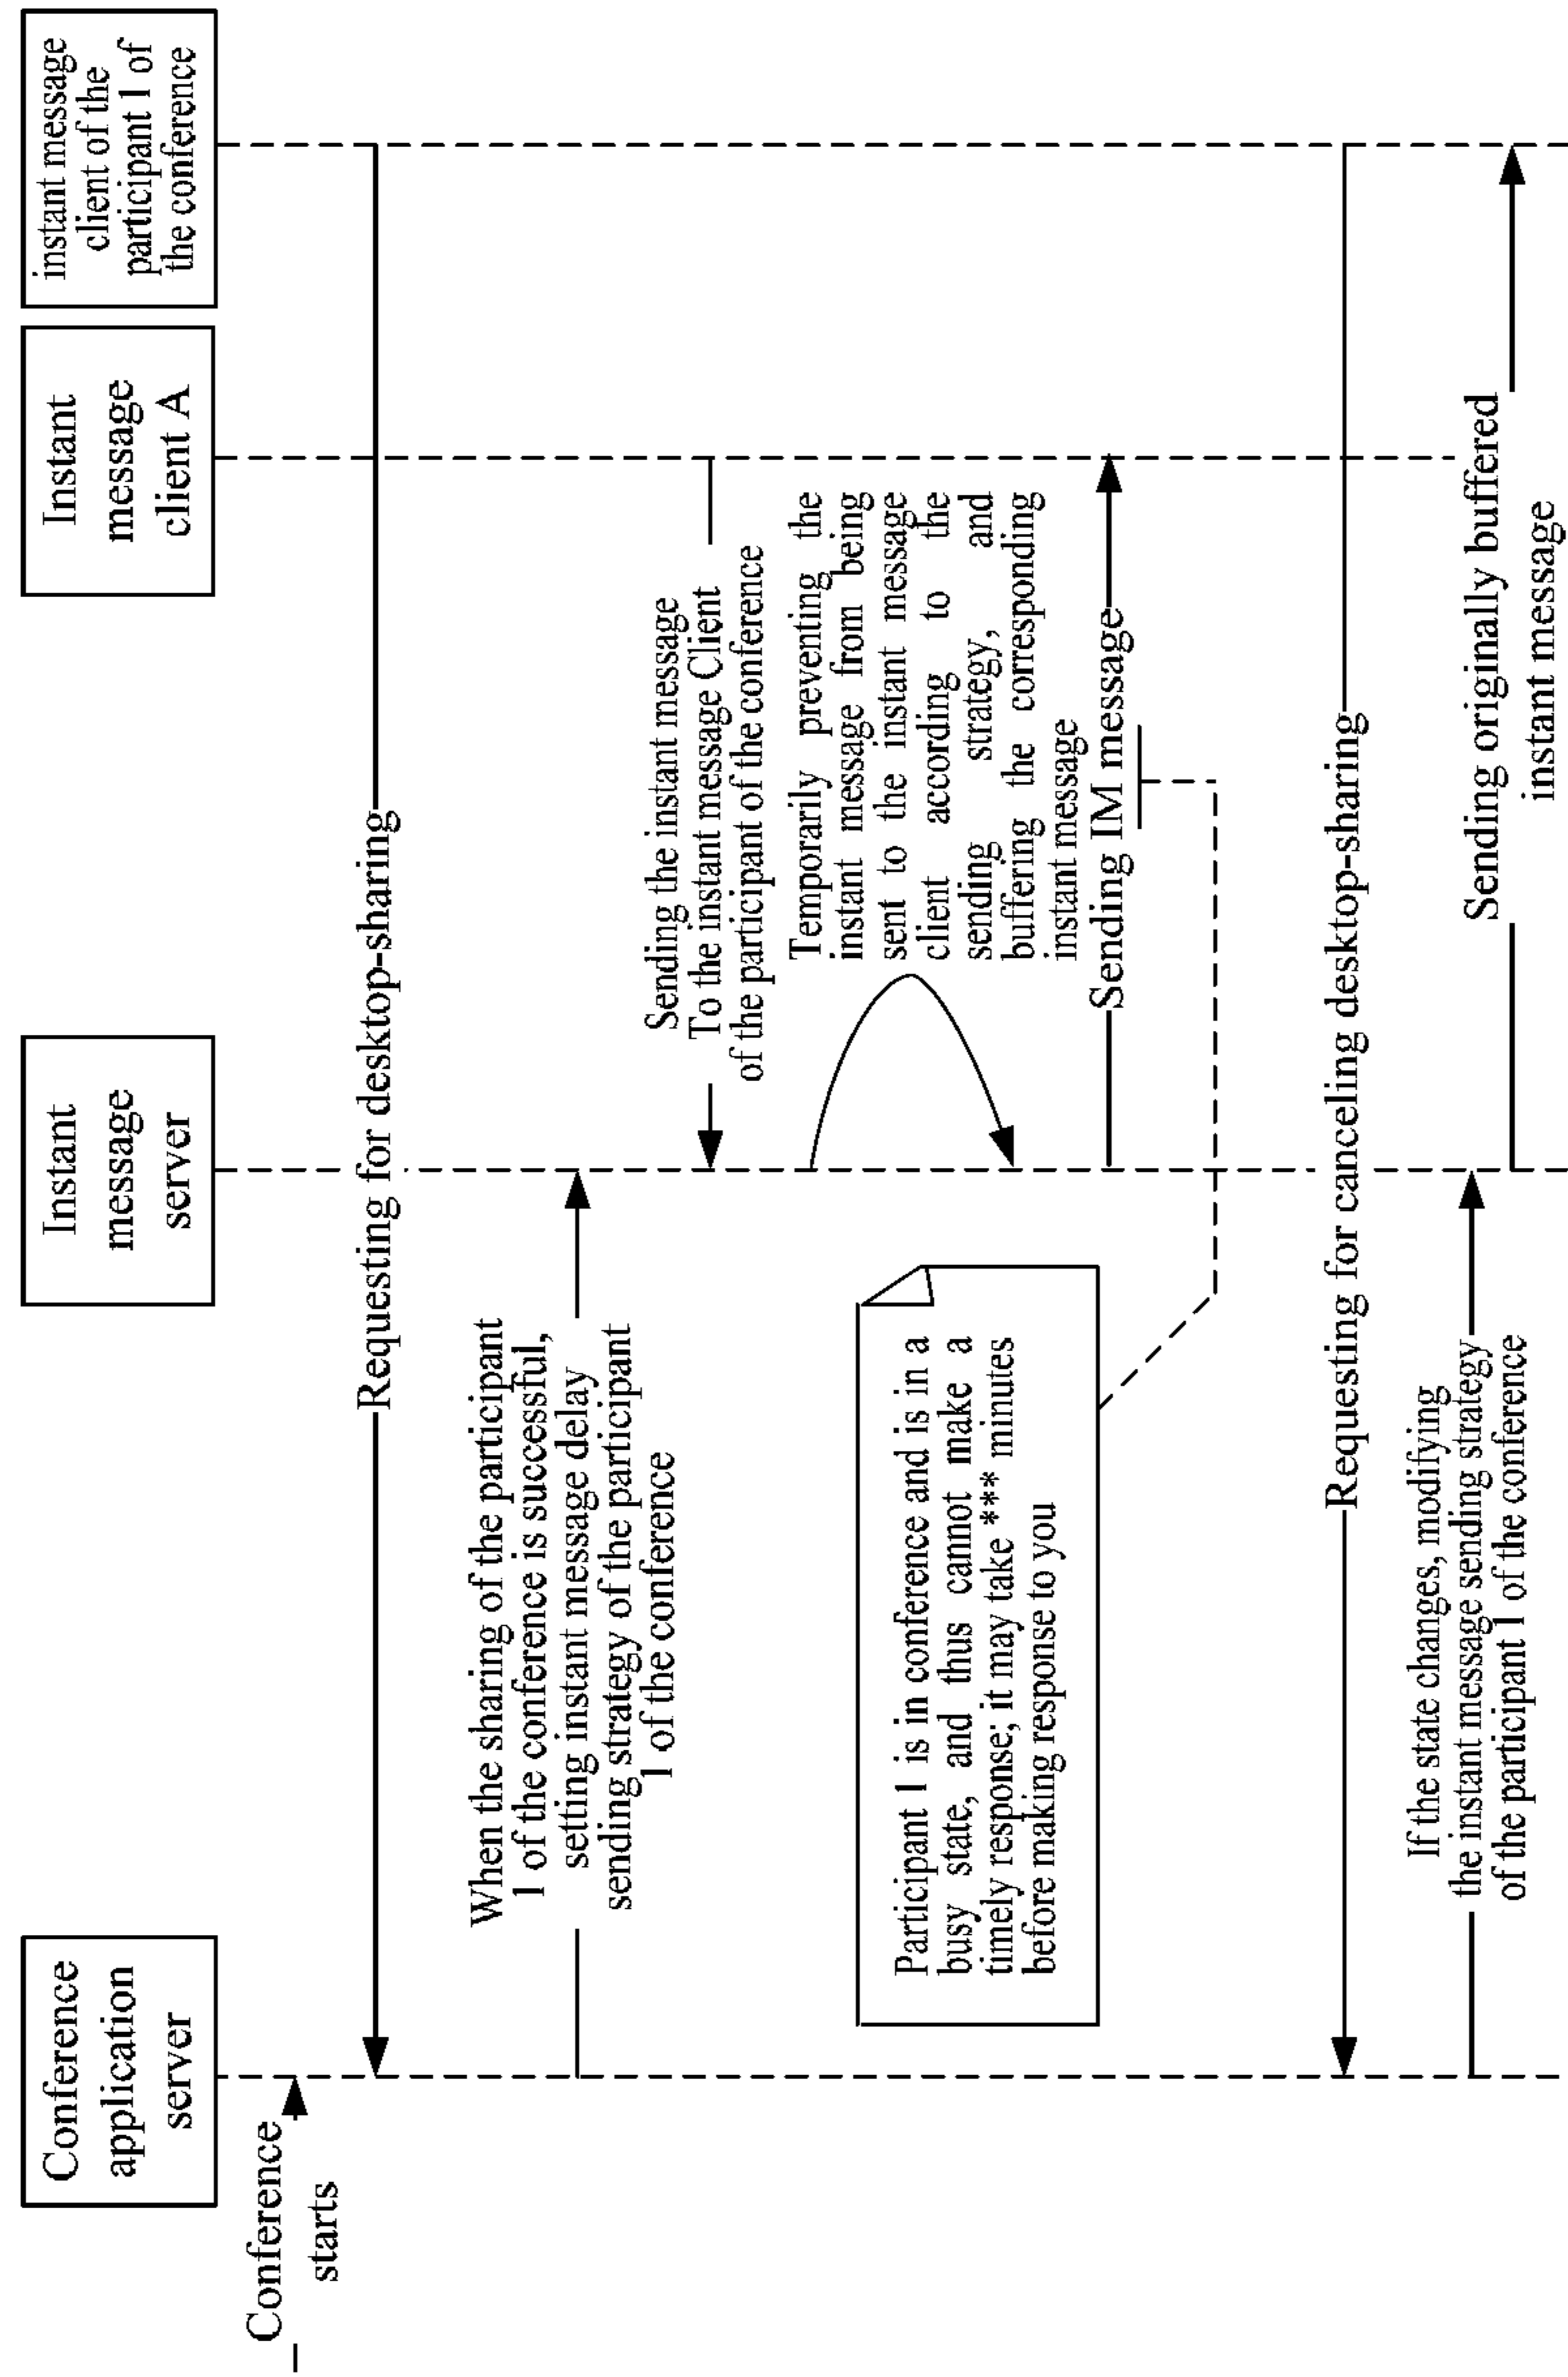 Conference
application
server
Instant
message
server
Instant
message
client A
instant message
client of the
participant 1 of
the conference
Conference
starts
Requesting for desktop-sharing
When the sharing of the participant
1 of the conference is successful,
setting instant message delay
sending strategy of the participant
1 of the conference
Sending the instant message
To the instant message Client
of the participant of the conference
Temporarily preventing the
instant message from being
sent to the instant message
client according to the
sending strategy, and
buffering the corresponding
instant message
Sending IM message
Participant 1 is in conference and is in a
busy state, and thus cannot make a
timely response; it may take *** minutes
before making response to you
Requesting for canceling desktop-sharing
If the state changes, modifying
the instant message sending strategy
of the participant 1 of the conference
Sending originally buffered
instant message